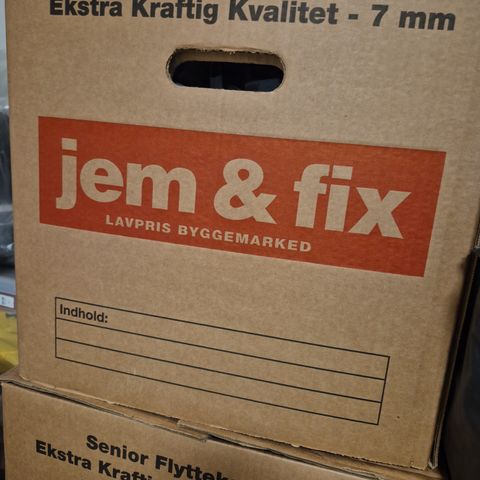 Ekstra Kraftig Kvalitet - 7 mm
jem & fix
LAVPRIS BYGGEMARKED
Indhold:
Senior
Ekstra